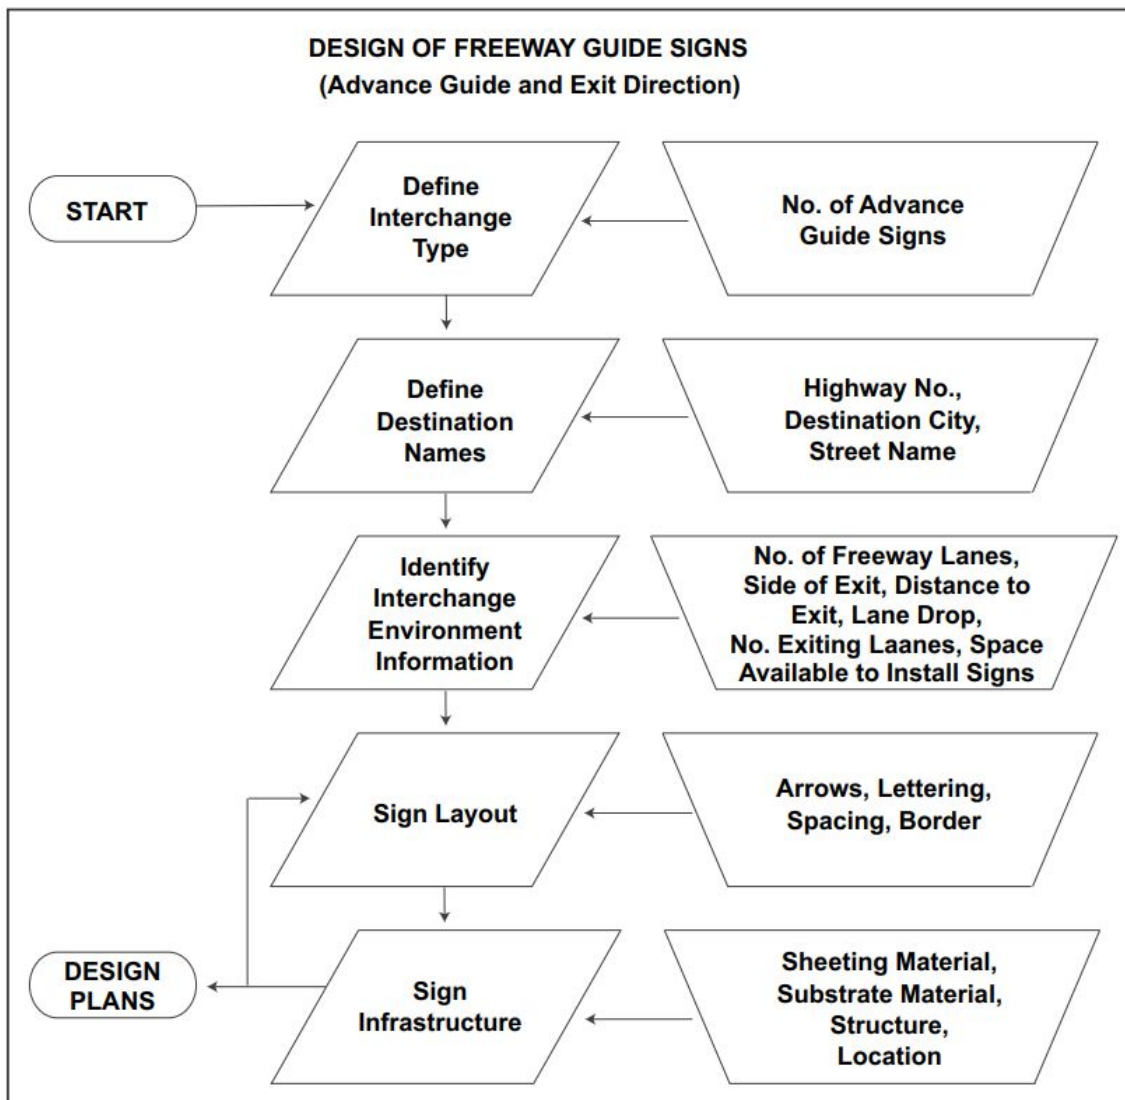 DESIGN OF FREEWAY GUIDE SIGNS
(Advance Guide and Exit Direction)
START
Define
Interchange
Type
No. of Advance
Guide Signs
Define
Destination
Names
Highway No.,
Destination City,
Street Name
Identify
Interchange
Environment
Information
No. of Freeway Lanes,
Side of Exit, Distance to
Exit, Lane Drop,
No. Exiting Laanes, Space
Available to Install Signs
Sign Layout
Arrows, Lettering,
Spacing, Border
DESIGN
PLANS
Sign
Infrastructure
Sheeting Material,
Substrate Material,
Structure,
Location